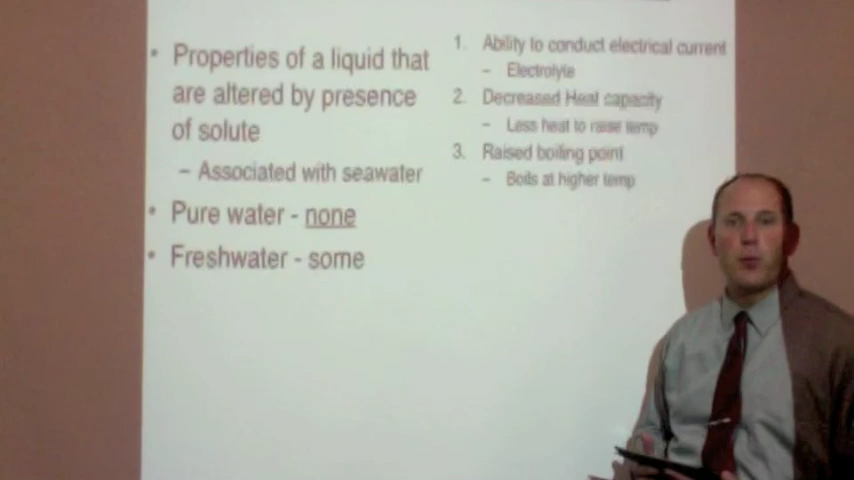 • Properties of a liquid that
are altered by presence
of solute
– Associated with seawater
• Pure water - none
• Freshwater - some
1. Ability to conduct electrical current
– Electrolyte
2. Decreased Heat capacity
– Less heat to raise temp
3. Raised boiling point
– Boils at higher temp